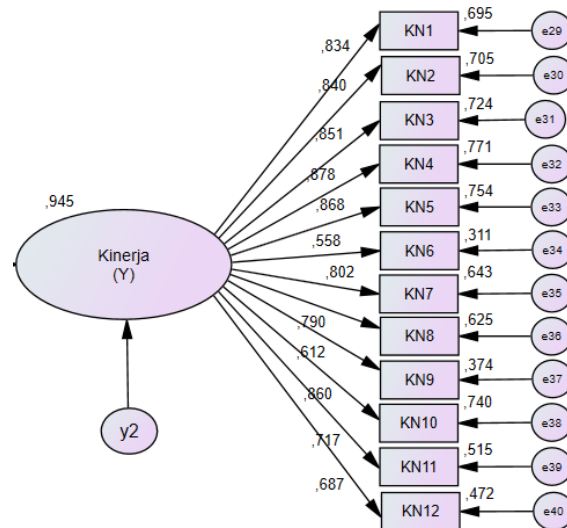 ,695
KN1
e29
,834
,705
KN2
e30
,840
,724
KN3
e31
,851
,771
KN4
e32
,878
,754
KN5
e33
,868
,945
,311
KN6
e34
,558
Kinerja
(Y)
,643
KN7
e35
,802
,625
KN8
e36
,790
,374
KN9
e37
,612
,740
KN10
e38
,860
,515
KN11
e39
,717
y2
,472
KN12
e40
,687